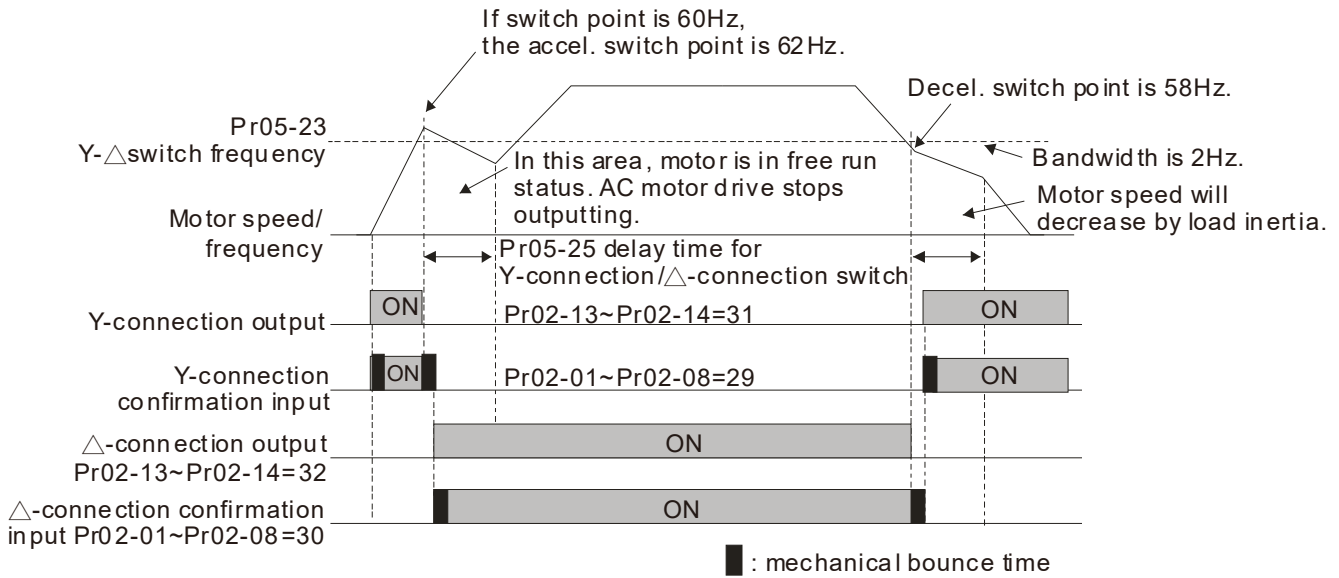 If switch point is 60Hz,
the accel. switch point is 62Hz.
Decel. switch point is 58Hz.
Pr05-23
Y-△switch frequency
In this area, motor is in free run
status. AC motor drive stops
outputting.
Bandwidth is 2Hz.
Motor speed will
decrease by load inertia.
Motor speed/
frequency
Pr05-25 delay time for
Y-connection/△-connection switch
Y-connection output
ON
Pr02-13~Pr02-14=31
ON
Y-connection
confirmation input
ON
Pr02-01~Pr02-08=29
ON
△-connection output
Pr02-13~Pr02-14=32
ON
△-connection confirmation
input Pr02-01~Pr02-08=30
ON
: mechanical bounce time